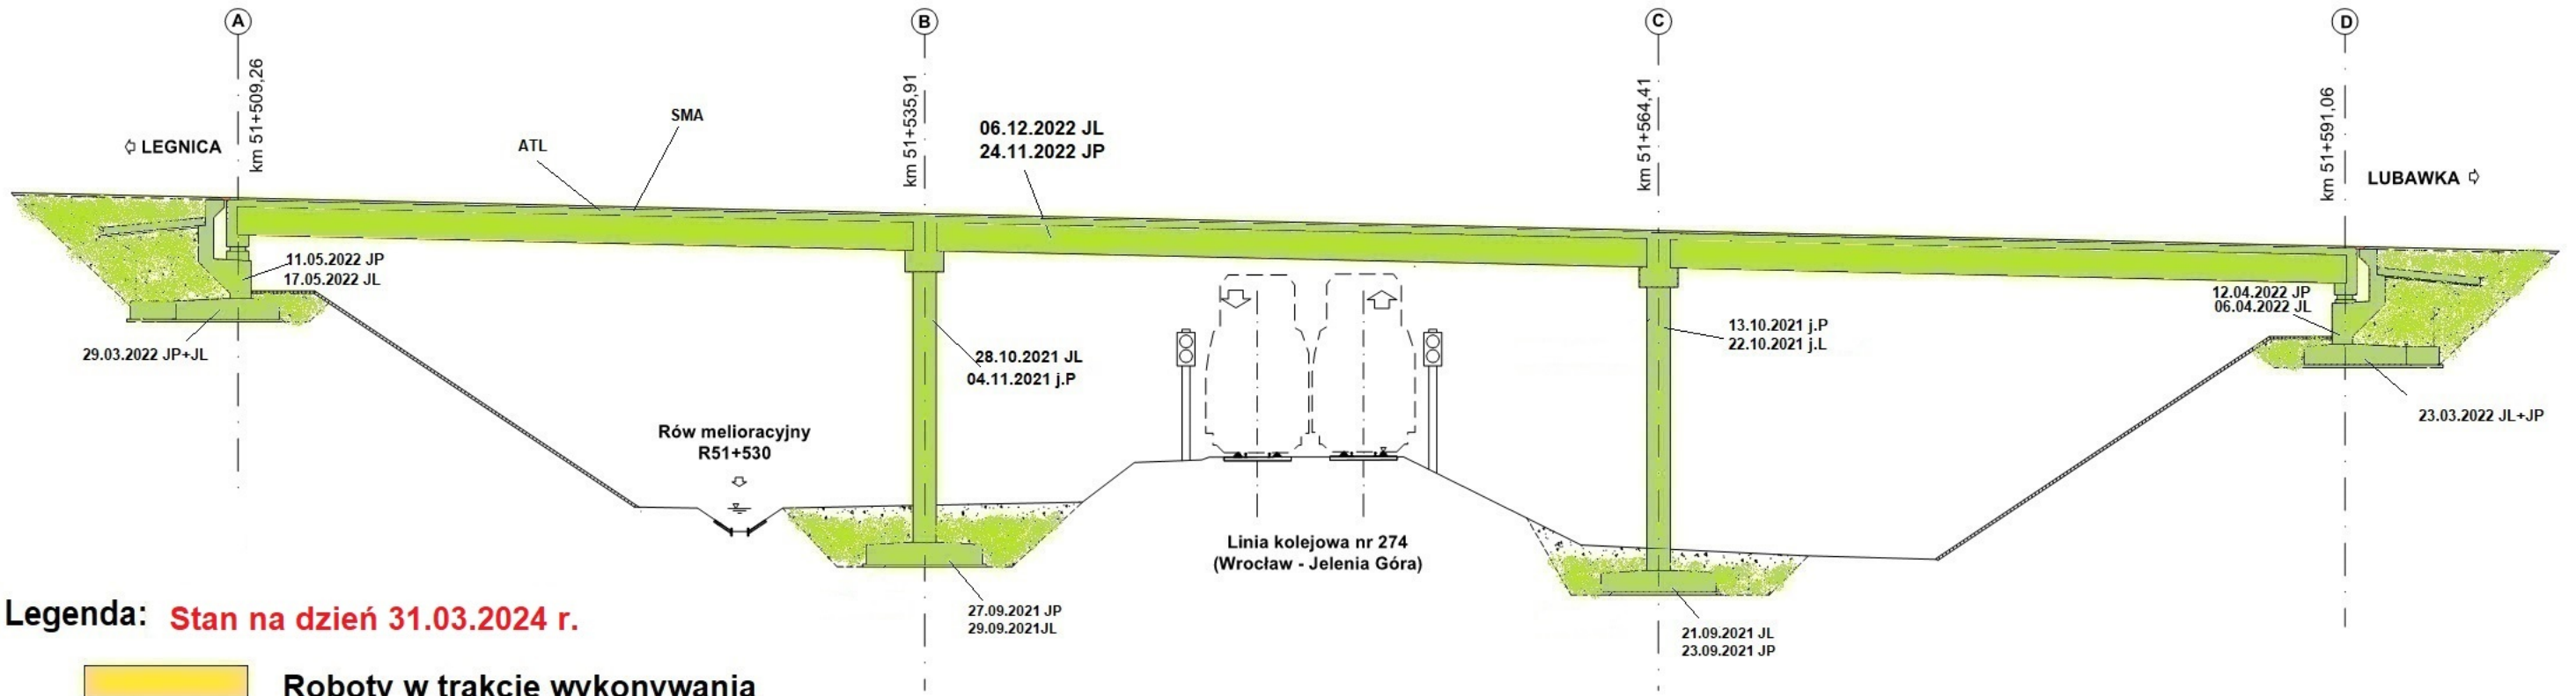 A
B
C
D
km 51+509,26
km 51+535,91
km 51+564,41
km 51+591,06
LEGNICA
ATL
SMA
06.12.2022 JL
24.11.2022 JP
LUBAWKA
11.05.2022 JP
17.05.2022 JL
29.03.2022 JP+JL
28.10.2021 JL
04.11.2021 j.P
13.10.2021 j.P
22.10.2021 j.L
12.04.2022 JP
06.04.2022 JL
23.03.2022 JL+JP
Rów melioracyjny
R51+530
Linia kolejowa nr 274
(Wrocław - Jelenia Góra)
27.09.2021 JP
29.09.2021JL
21.09.2021 JL
23.09.2021 JP
Legenda: Stan na dzień 31.03.2024 r.
Roboty w trakcie wykonywania